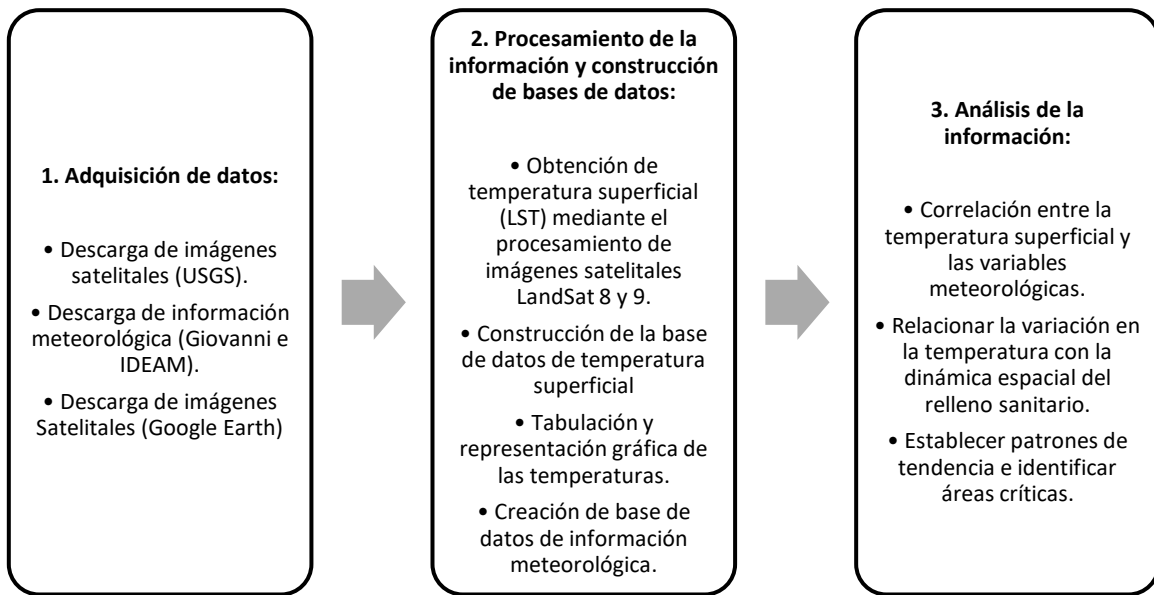 1. Adquisición de datos:
• Descarga de imágenes
satelitales (USGS).
• Descarga de información
meteorológica (Giovanni e
IDEAM).
• Descarga de imágenes
Satelitales (Google Earth)
2. Procesamiento de la
información y construcción
de bases de datos:
• Obtención de
temperatura superficial
(LST) mediante el
procesamiento de
imágenes satelitales
LandSat 8 y 9.
• Construcción de la base
de datos de temperatura
superficial
• Tabulación y
representación gráfica de
las temperaturas.
• Creación de base de
datos de información
meteorológica.
3. Análisis de la
información:
• Correlación entre la
temperatura superficial y
las variables
meteorológicas.
• Relacionar la variación en
la temperatura con la
dinámica espacial del
relleno sanitario.
• Establecer patrones de
tendencia e identificar
áreas críticas.